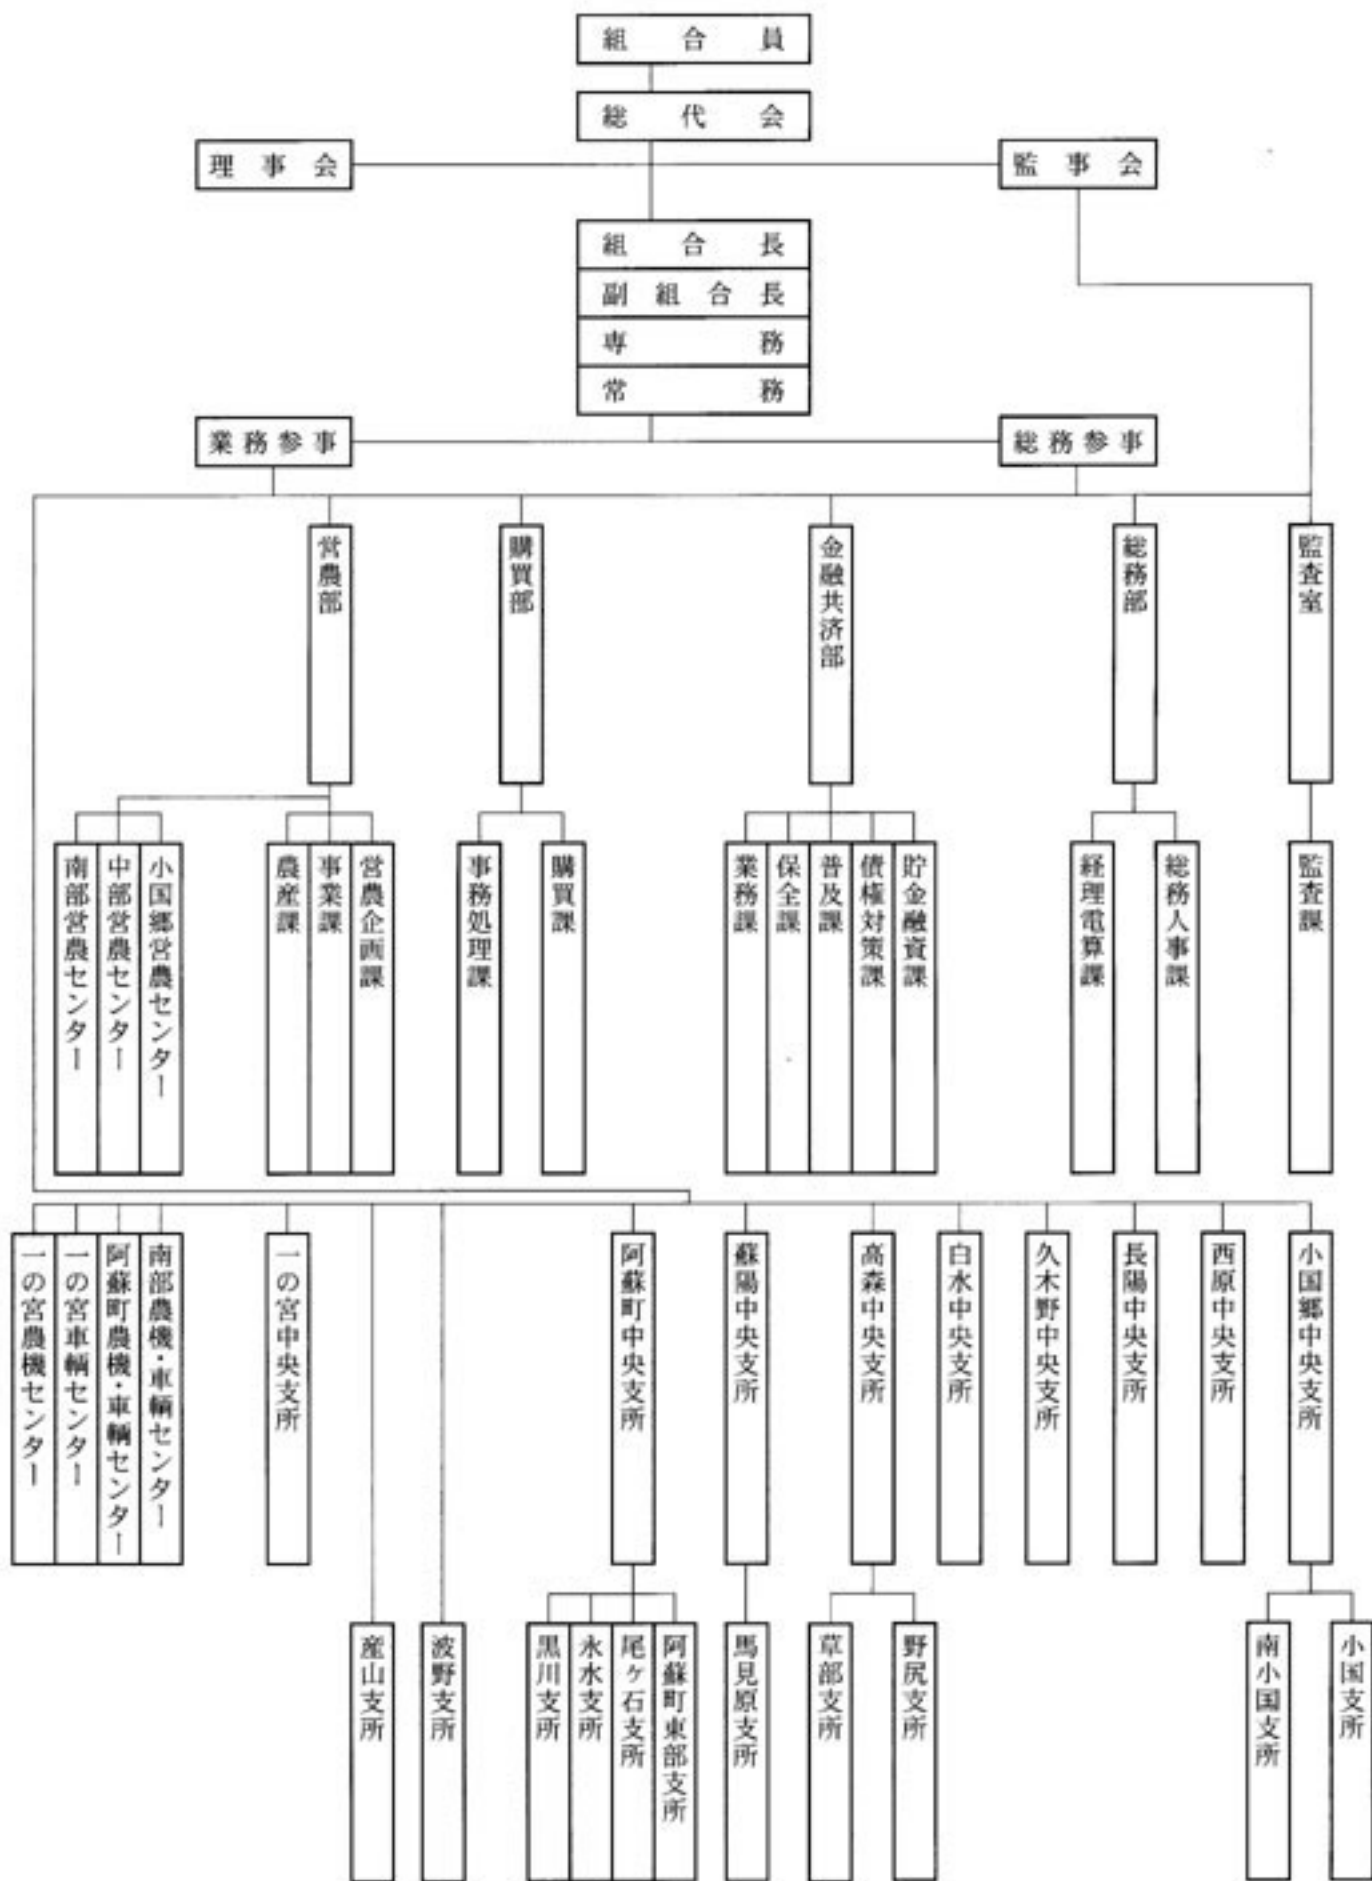 組合員
総代会
理事会
監事会
組合長
副組合長
専務
常務
業務参事
総務参事
営農部
購買部
金融共済部
総務部
監査室
南部営農センター
中部営農センター
小国郷営農センター
農産課
事業課
営農企画課
事務処理課
購買課
業務課
保全課
普及課
債権対策課
貯金融資課
経理電算課
総務人事課
監査課
一の宮農機センター
一の宮車輌センター
阿蘇町農機・車輌センター
南部農機・車輌センター
一の宮中央支所
阿蘇町中央支所
蘇陽中央支所
高森中央支所
白水中央支所
久木野中央支所
長陽中央支所
西原中央支所
小国郷中央支所
産山支所
波野支所
黒川支所
永水支所
尾ヶ石支所
阿蘇町東部支所
馬見原支所
草部支所
野尻支所
南小国支所
小国支所